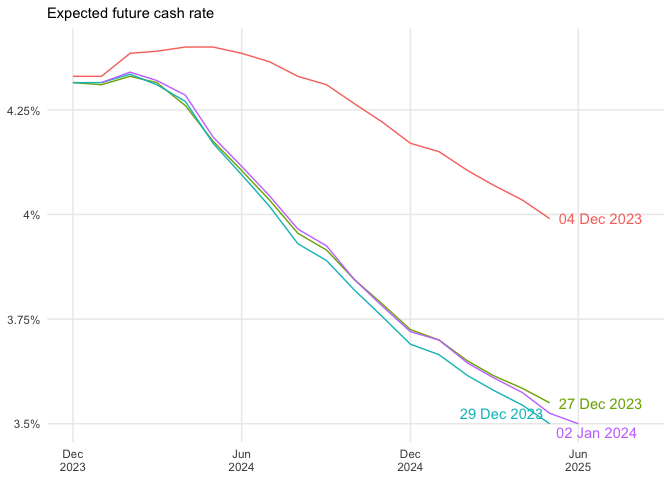 Expected future cash rate
4.25%
4%
3.75%
3.5%
04 Dec 2023
27 Dec 2023
29 Dec 2023
02 Jan 2024
Dec
2023
Jun
2024
Dec
2024
Jun
2025